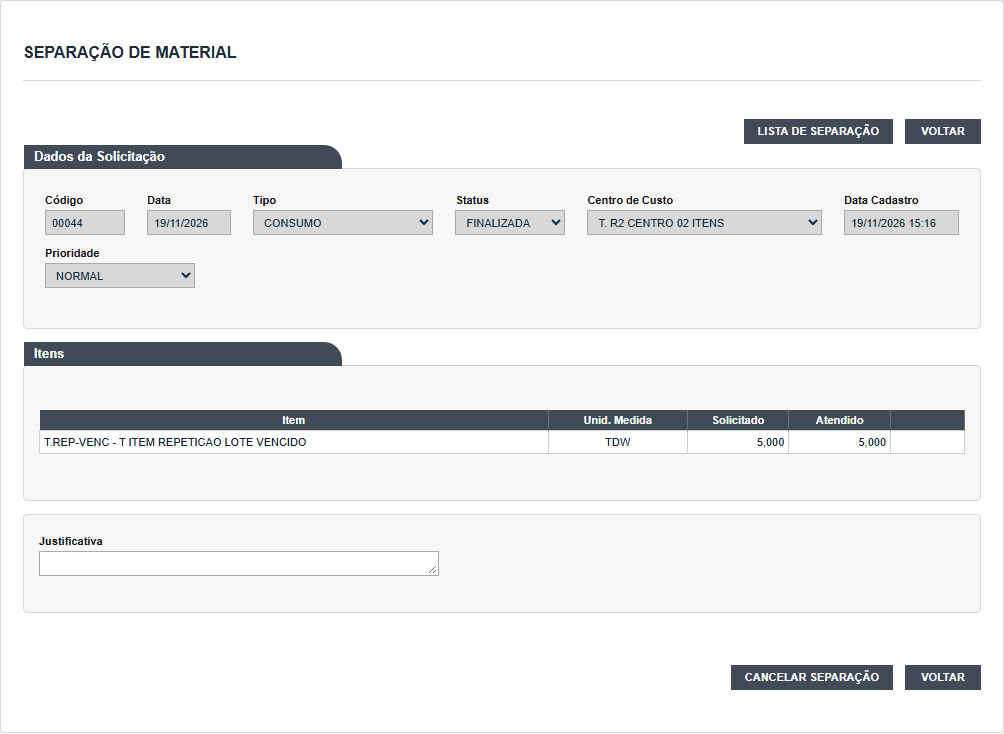 SEPARAÇÃO DE MATERIAL
LISTA DE SEPARAÇÃO VOLTAR
Dados da Solicitação
Código Data Tipo Status Centro de Custo Data Cadastro
00044 19/11/2026 CONSUMO FINALIZADA T. R2 CENTRO 02 ITENS 19/11/2026 15:16
Prioridade
NORMAL
Itens
Item Unid. Medida Solicitado Atendido
T.REP-VENC - T ITEM REPETICAO LOTE VENCIDO TDW 5,000 5,000
Justificativa
CANCELAR SEPARAÇÃO VOLTAR